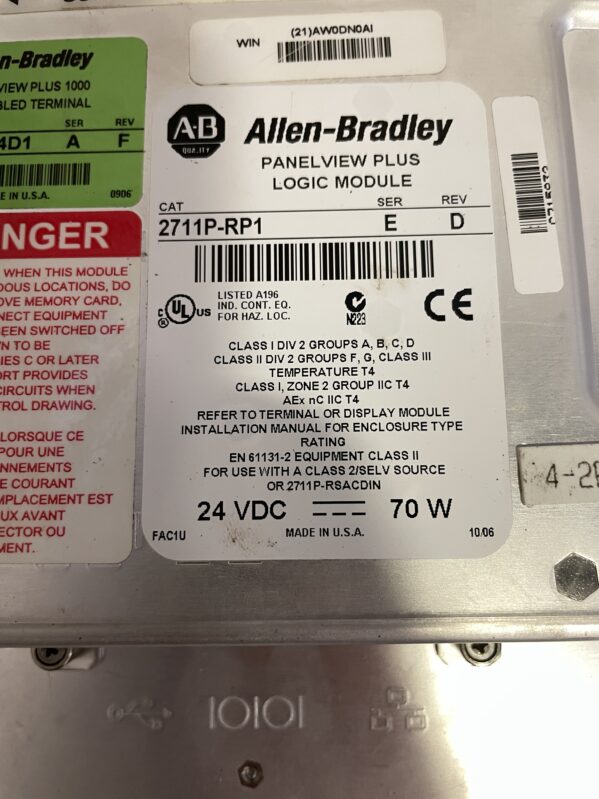 WIN
(21)AW0DN0AI
n-Bradley
VIEW PLUS 1000
BLED TERMINAL
SER REV
4D1 A F
E IN U.S.A. 0906
NGER
WHEN THIS MODULE
DOUS LOCATIONS, DO
OVE MEMORY CARD,
NECT EQUIPMENT
BEEN SWITCHED OFF
WN TO BE
IES C OR LATER
ORT PROVIDES
CIRCUITS WHEN
TROL DRAWING.
LORSQUE CE
POUR UNE
NNEMENTS
E COURANT
MPLACEMENT EST
UX AVANT
ECTOR OU
MENT.
A-B
QUALITY
Allen-Bradley
PANELVIEW PLUS
LOGIC MODULE
CAT SER REV
2711P-RP1 E D
C UL US
LISTED A196
IND. CONT. EQ.
FOR HAZ. LOC.
N223
CE
CLASS I DIV 2 GROUPS A, B, C, D
CLASS II DIV 2 GROUPS F, G, CLASS III
TEMPERATURE T4
CLASS I, ZONE 2 GROUP IIC T4
AEx nC IIC T4
REFER TO TERMINAL OR DISPLAY MODULE
INSTALLATION MANUAL FOR ENCLOSURE TYPE
RATING
EN 61131-2 EQUIPMENT CLASS II
FOR USE WITH A CLASS 2/SELV SOURCE
OR 2711P-RSACDIN
24 VDC 70 W
FAC1U MADE IN U.S.A. 10/06
4-2
IOIOI